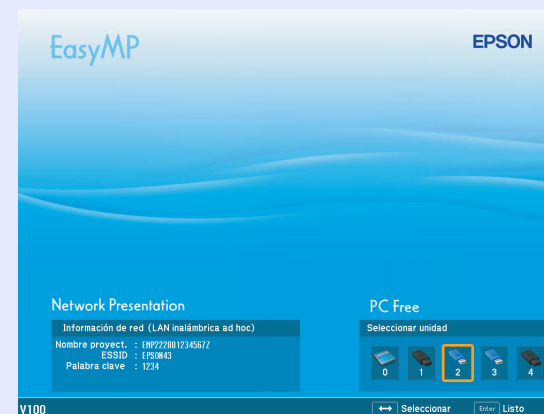 EasyMP
EPSON
Network Presentation
Información de red (LAN inalámbrica ad hoc)
Nombre proyect. : EMP222801234567Z
ESSID : EPSON43
Palabra clave : 1234
PC Free
Seleccionar unidad
0 1 2 3 4
V100
Seleccionar Enter Listo